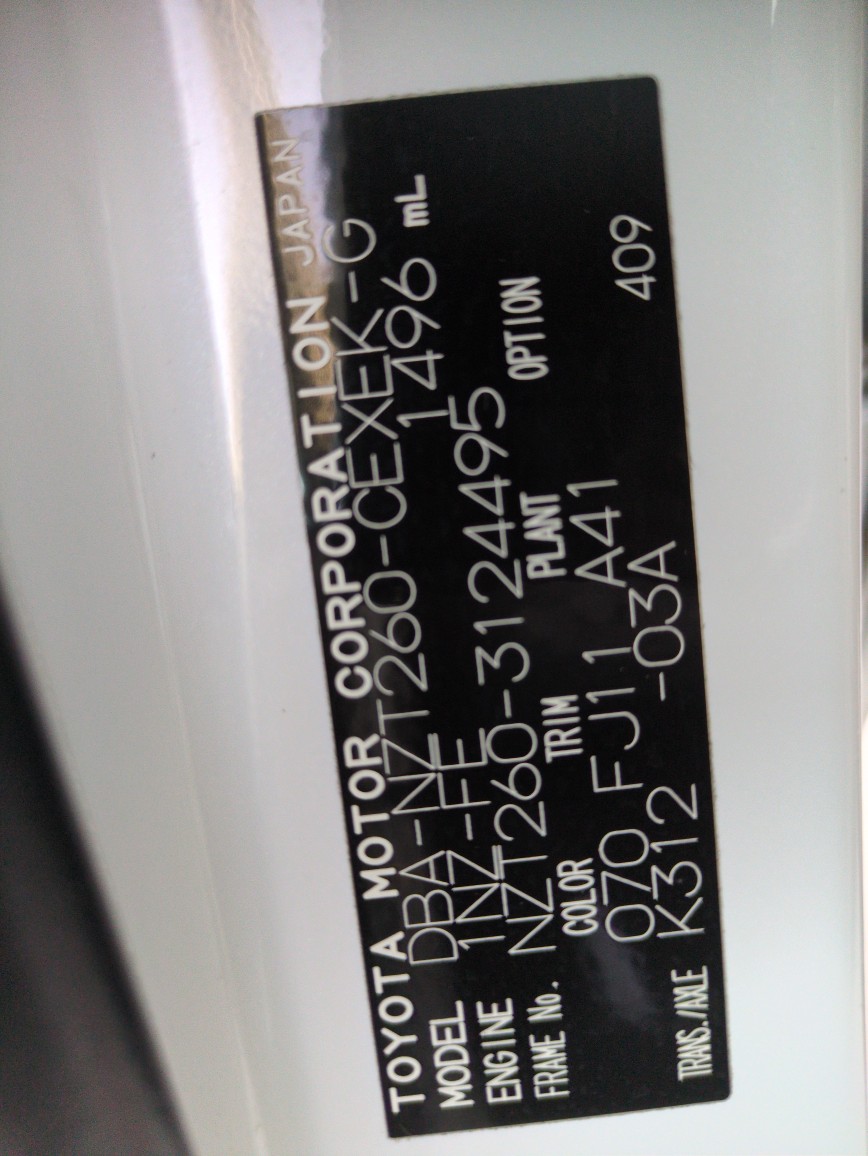 TOYOTA MOTOR CORPORATION JAPAN
MODEL DBA-NZT260-CEXEK-G
ENGINE 1NZ-FE 1496 mL
FRAME No. NZT260-3124495
COLOR TRIM PLANT OPTION
070 FJ11 A41 409
TRANS./AXLE K312 -03A